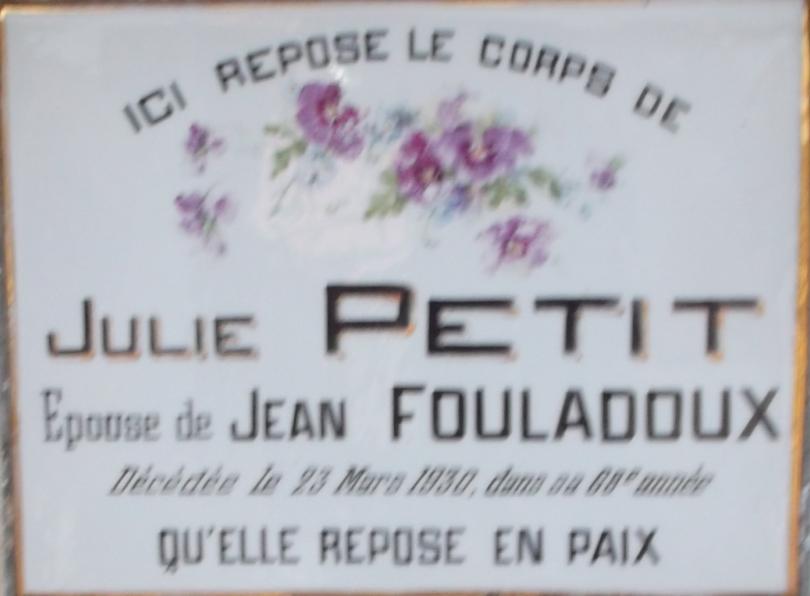 ICI REPOSE LE CORPS DE
JULIE PETIT
Epouse de JEAN FOULADOUX
Décédée le 23 Mars 1930, dans sa année
QU'ELLE REPOSE EN PAIX